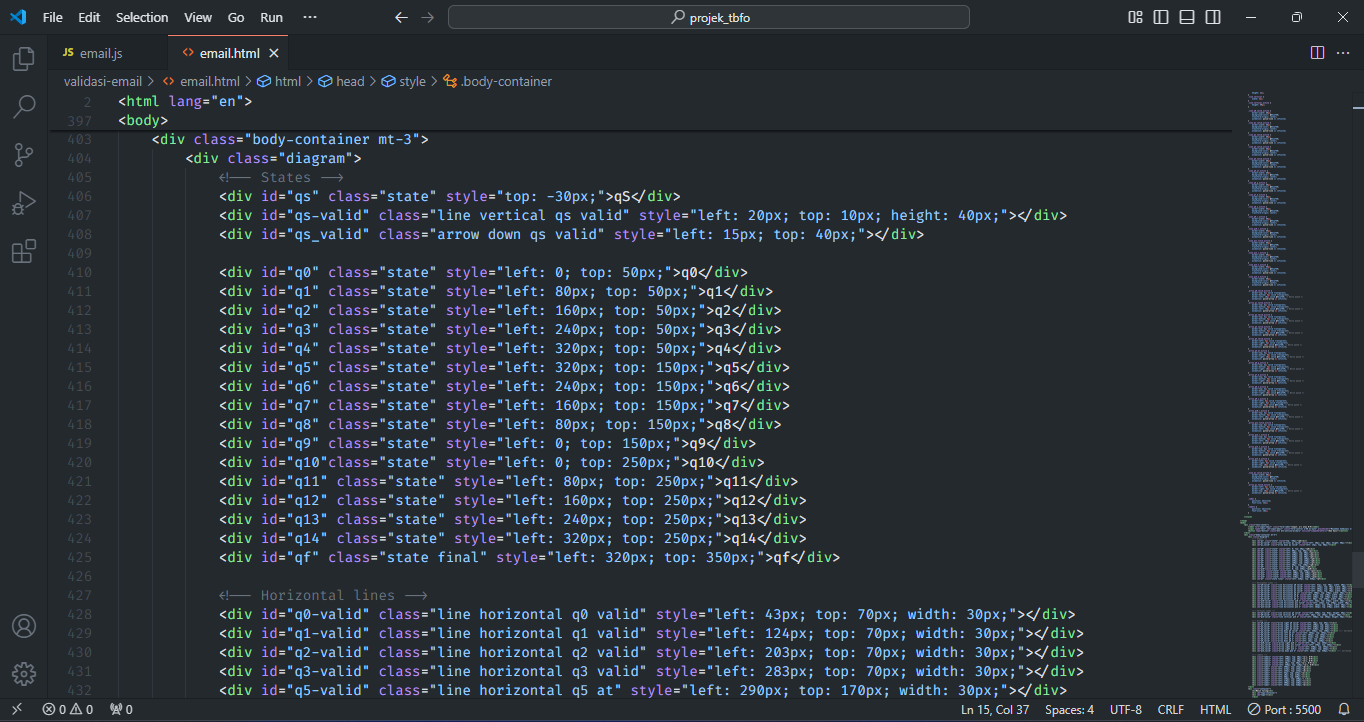 File Edit Selection View Go Run ··· projek_tbfo
JS email.js <> email.html
validasi-email > <> email.html > html > head > style > .body-container
2 <html lang="en">
397 <body>
403 <div class="body-container mt-3">
404 <div class="diagram">
405 <!-- States -->
406 <div id="qs" class="state" style="top: -30px;">qS</div>
407 <div id="qs-valid" class="line vertical qs valid" style="left: 20px; top: 10px; height: 40px;"></div>
408 <div id="qs_valid" class="arrow down qs valid" style="left: 15px; top: 40px;"></div>
409
410 <div id="q0" class="state" style="left: 0; top: 50px;">q0</div>
411 <div id="q1" class="state" style="left: 80px; top: 50px;">q1</div>
412 <div id="q2" class="state" style="left: 160px; top: 50px;">q2</div>
413 <div id="q3" class="state" style="left: 240px; top: 50px;">q3</div>
414 <div id="q4" class="state" style="left: 320px; top: 50px;">q4</div>
415 <div id="q5" class="state" style="left: 320px; top: 150px;">q5</div>
416 <div id="q6" class="state" style="left: 240px; top: 150px;">q6</div>
417 <div id="q7" class="state" style="left: 160px; top: 150px;">q7</div>
418 <div id="q8" class="state" style="left: 80px; top: 150px;">q8</div>
419 <div id="q9" class="state" style="left: 0; top: 150px;">q9</div>
420 <div id="q10"class="state" style="left: 0; top: 250px;">q10</div>
421 <div id="q11" class="state" style="left: 80px; top: 250px;">q11</div>
422 <div id="q12" class="state" style="left: 160px; top: 250px;">q12</div>
423 <div id="q13" class="state" style="left: 240px; top: 250px;">q13</div>
424 <div id="q14" class="state" style="left: 320px; top: 250px;">q14</div>
425 <div id="qf" class="state final" style="left: 320px; top: 350px;">qf</div>
426
427 <!-- Horizontal lines -->
428 <div id="q0-valid" class="line horizontal q0 valid" style="left: 43px; top: 70px; width: 30px;"></div>
429 <div id="q1-valid" class="line horizontal q1 valid" style="left: 124px; top: 70px; width: 30px;"></div>
430 <div id="q2-valid" class="line horizontal q2 valid" style="left: 203px; top: 70px; width: 30px;"></div>
431 <div id="q3-valid" class="line horizontal q3 valid" style="left: 283px; top: 70px; width: 30px;"></div>
432 <div id="q5-valid" class="line horizontal q5 at" style="left: 290px; top: 170px; width: 30px;"></div>
0 0 0 Ln 15, Col 37 Spaces: 4 UTF-8 CRLF HTML Port : 5500